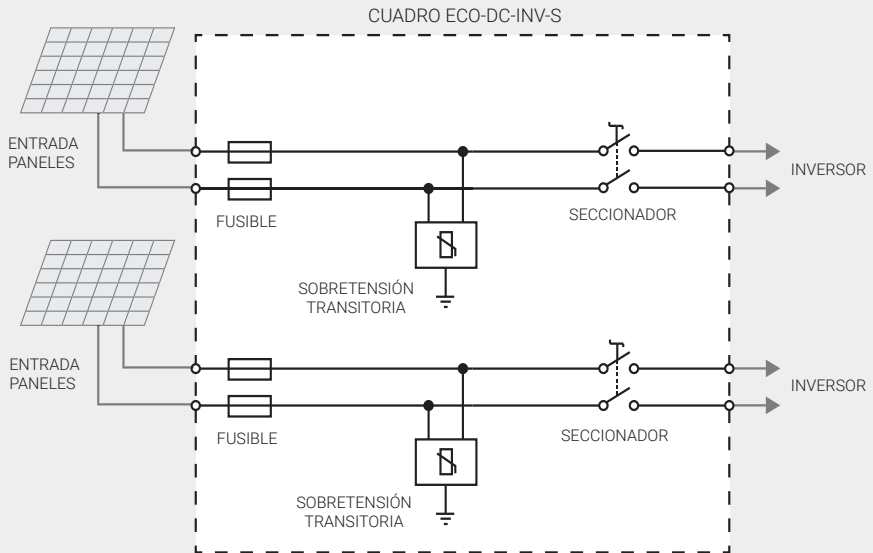 CUADRO ECO-DC-INV-S
ENTRADA
PANELES
INVERSOR
FUSIBLE
SECCIONADOR
SOBRETENSIÓN
TRANSITORIA
ENTRADA
PANELES
INVERSOR
FUSIBLE
SECCIONADOR
SOBRETENSIÓN
TRANSITORIA